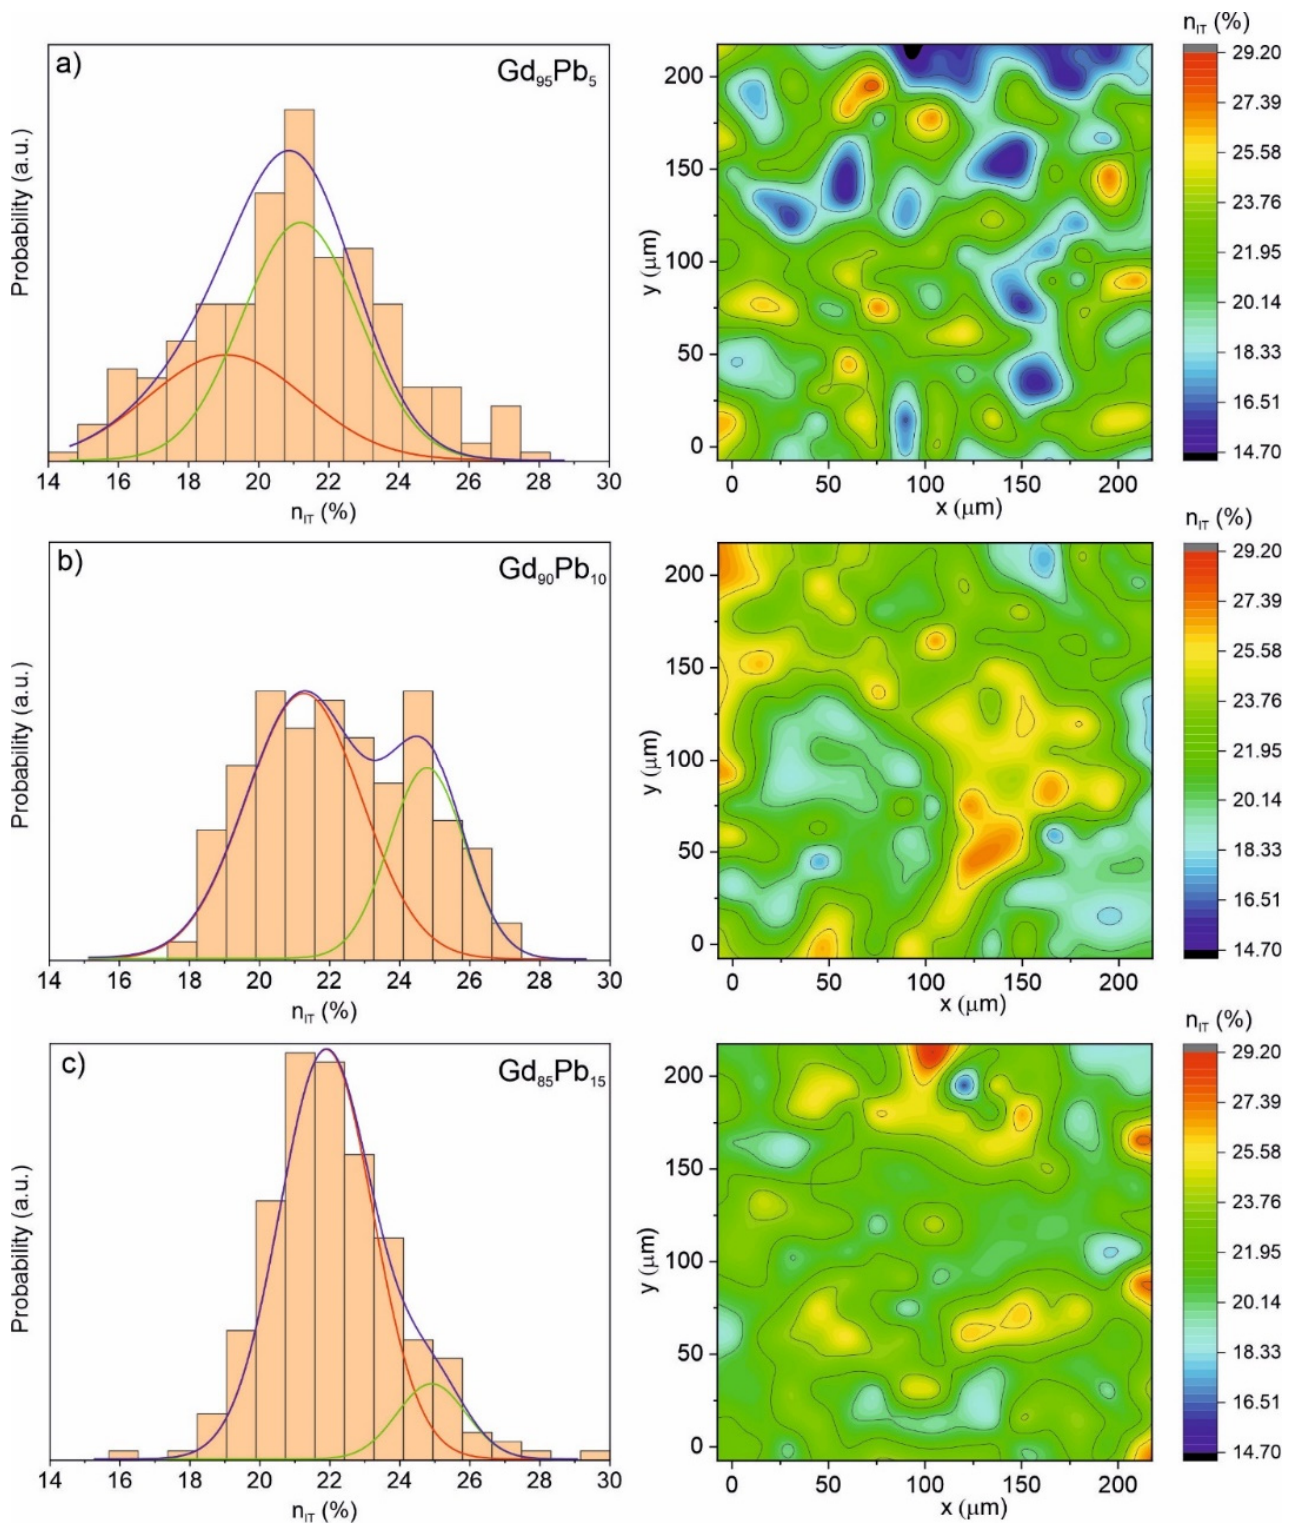 a)
Gd95Pb5
Probability (a.u.)
14 16 18 20 22 24 26 28 30
nIT (%)
y (µm)
200
150
100
50
0
0 50 100 150 200
x (µm)
nIT (%)
29.20
27.39
25.58
23.76
21.95
20.14
18.33
16.51
14.70
b)
Gd90Pb10
Probability (a.u.)
14 16 18 20 22 24 26 28 30
nIT (%)
y (µm)
200
150
100
50
0
0 50 100 150 200
x (µm)
nIT (%)
29.20
27.39
25.58
23.76
21.95
20.14
18.33
16.51
14.70
c)
Gd85Pb15
Probability (a.u.)
14 16 18 20 22 24 26 28 30
nIT (%)
y (µm)
200
150
100
50
0
0 50 100 150 200
x (µm)
nIT (%)
29.20
27.39
25.58
23.76
21.95
20.14
18.33
16.51
14.70